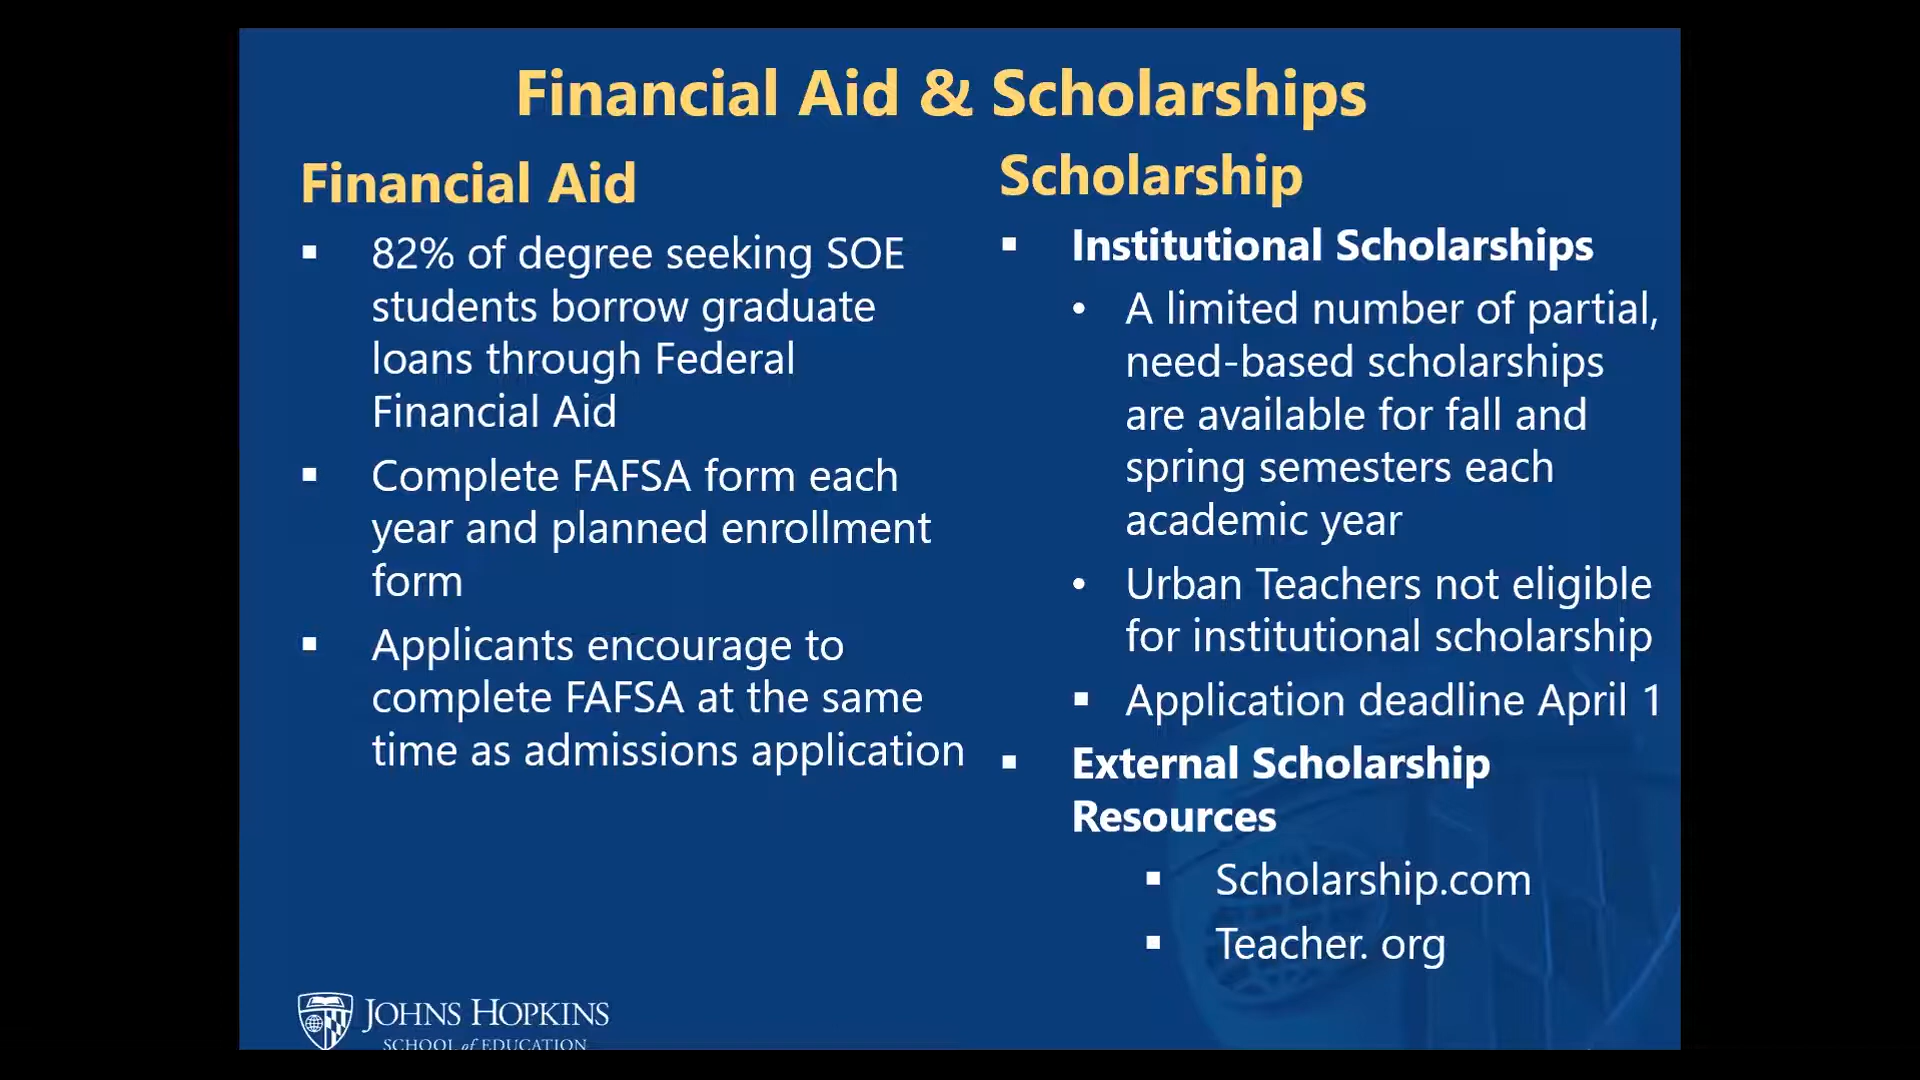 Financial Aid & Scholarships
Financial Aid
▪ 82% of degree seeking SOE
students borrow graduate
loans through Federal
Financial Aid
▪ Complete FAFSA form each
year and planned enrollment
form
▪ Applicants encourage to
complete FAFSA at the same
time as admissions application
Scholarship
▪ Institutional Scholarships
• A limited number of partial,
need-based scholarships
are available for fall and
spring semesters each
academic year
• Urban Teachers not eligible
for institutional scholarship
▪ Application deadline April 1
▪ External Scholarship
Resources
▪ Scholarship.com
▪ Teacher. org
JOHNS HOPKINS
SCHOOL of EDUCATION